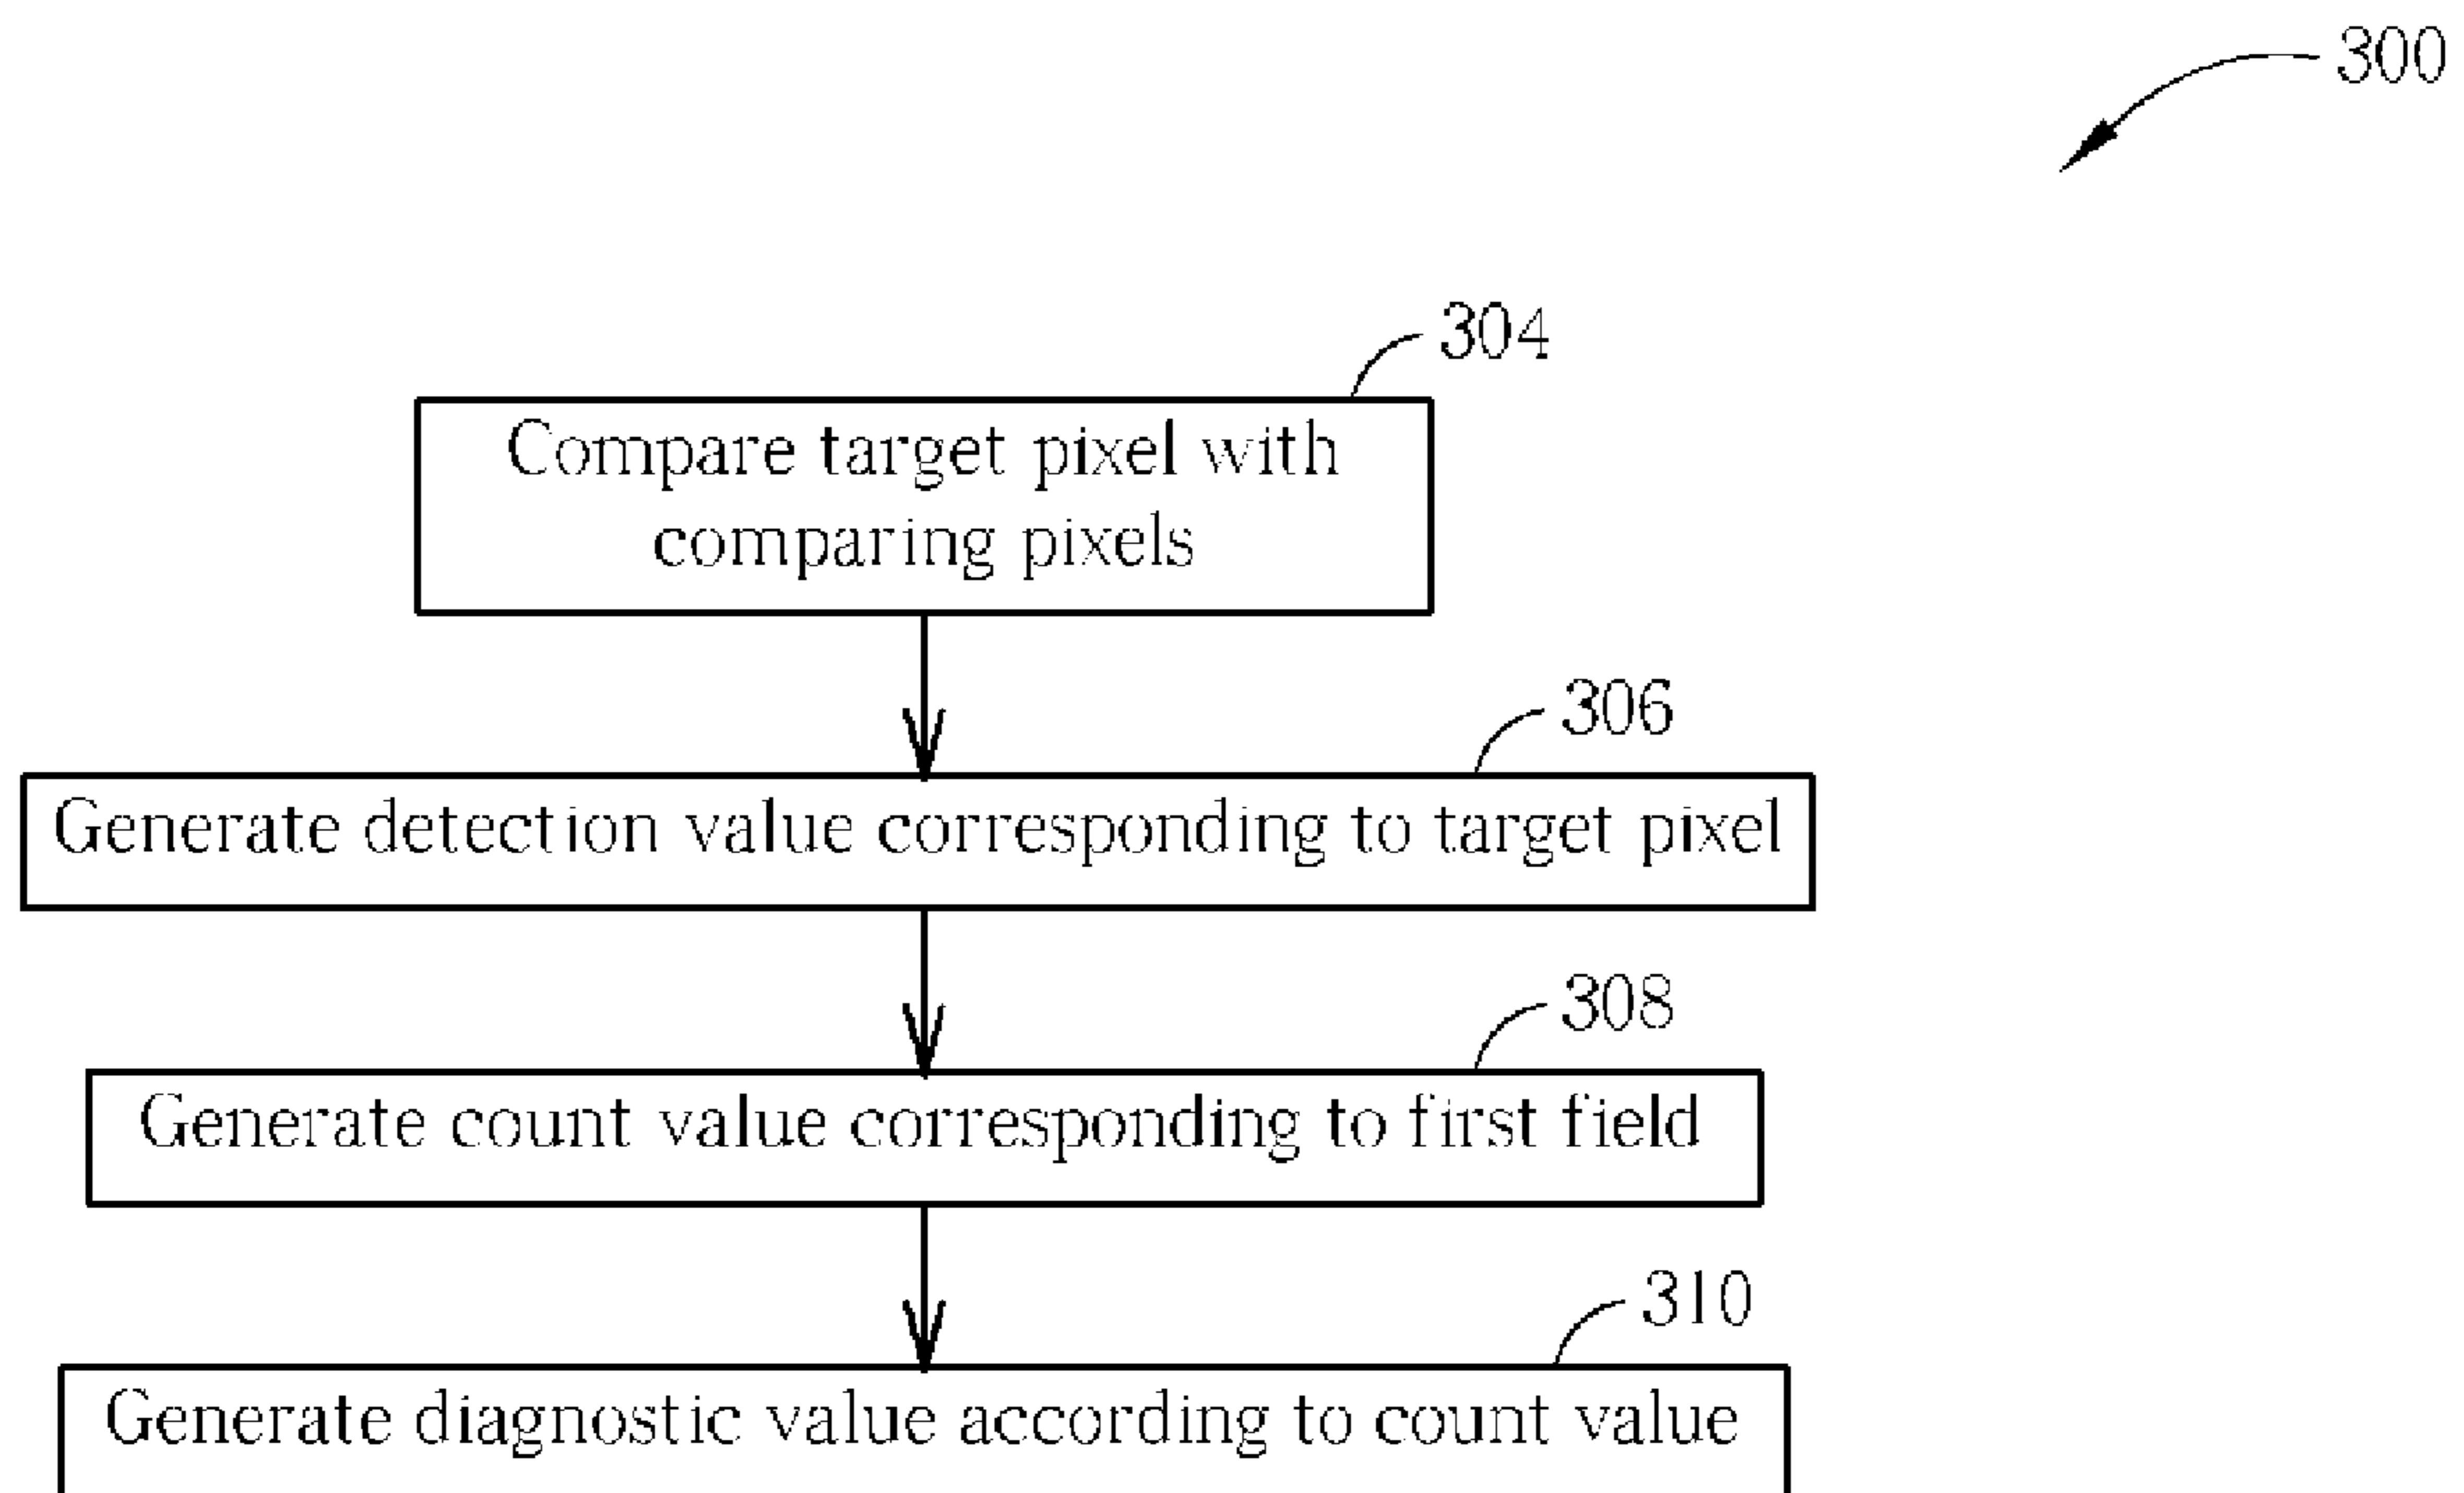 300
304
Compare target pixel with
comparing pixels
306
Generate detection value corresponding to target pixel
308
Generate count value corresponding to first field
310
Generate diagnostic value according to count value